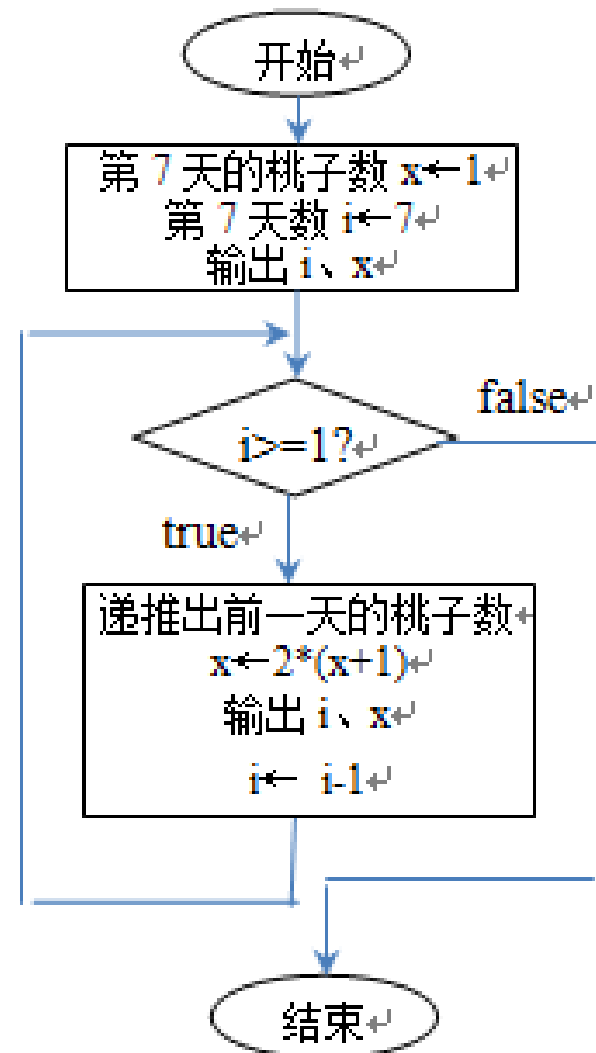 开始↵
第 7 天的桃子数 x←1↵
第 7 天数 i←7↵
输出 i、x↵
i>=1?↵
false↵
true↵
递推出前一天的桃子数↵
x←2*(x+1)↵
输出 i、x↵
i← i-1↵
结束↵